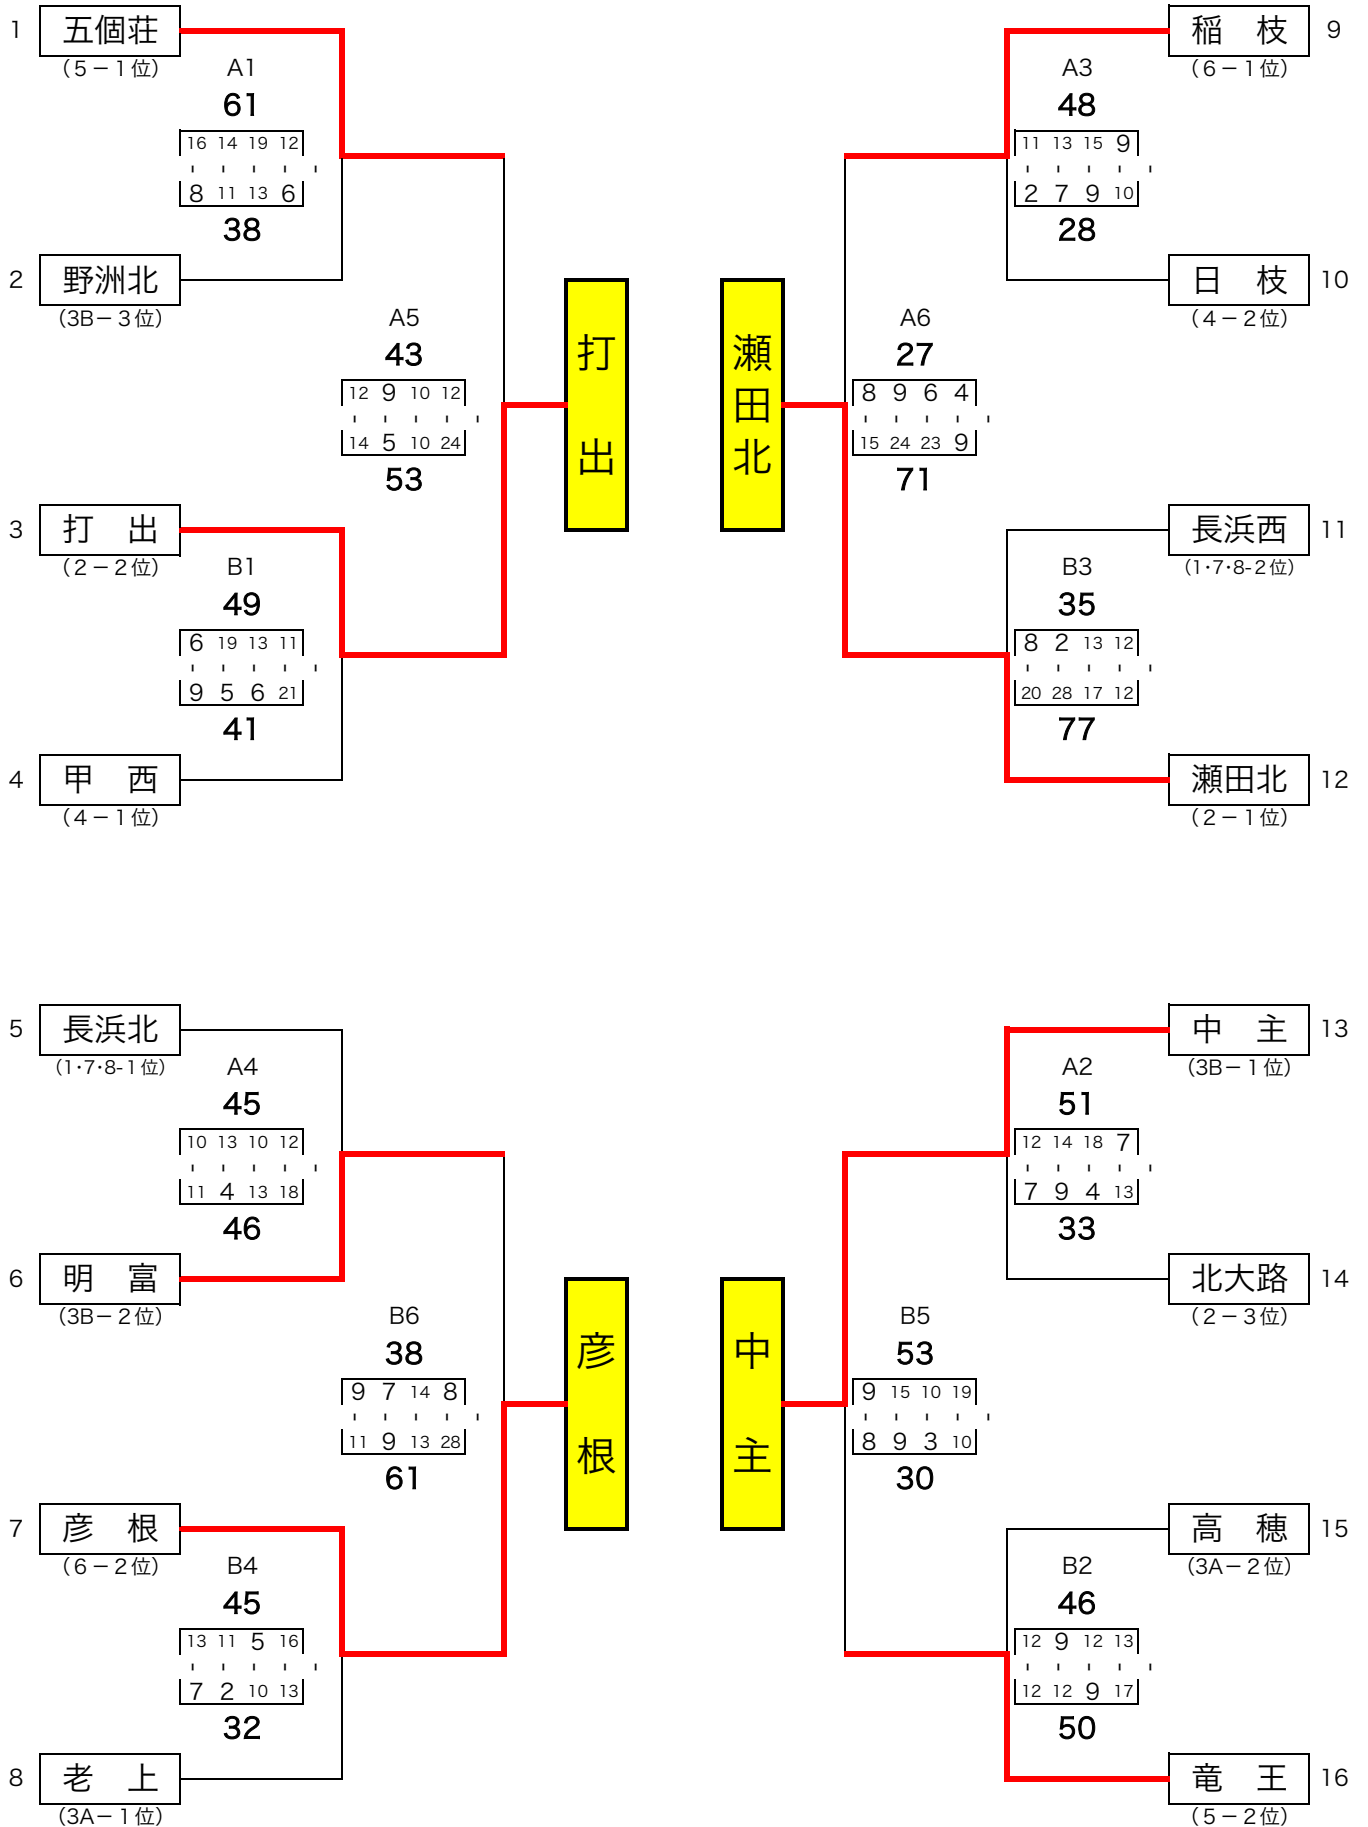 1 五個荘
（５－１位）
A1
61
16 14 19 12
8 11 13 6
38
2 野洲北
（3B－３位）
A5
43
12 9 10 12
14 5 10 24
53
打出
3 打　出
（２－２位）
B1
49
6 19 13 11
9 5 6 21
41
4 甲　西
（４－１位）
稲　枝 9
（６－１位）
A3
48
11 13 15 9
2 7 9 10
28
日　枝 10
（４－２位）
瀬田北
A6
27
8 9 6 4
15 24 23 9
71
長浜西 11
（1・7・8-２位）
B3
35
8 2 13 12
20 28 17 12
77
瀬田北 12
（２－１位）
5 長浜北
（1・7・8-１位）
A4
45
10 13 10 12
11 4 13 18
46
6 明　富
（3B－２位）
B6
38
9 7 14 8
11 9 13 28
61
彦根
7 彦　根
（６－２位）
B4
45
13 11 5 16
7 2 10 13
32
8 老　上
（3A－１位）
中　主 13
（3B－１位）
A2
51
12 14 18 7
7 9 4 13
33
北大路 14
（２－３位）
中主
B5
53
9 15 10 19
8 9 3 10
30
高　穂 15
（3A－２位）
B2
46
12 9 12 13
12 12 9 17
50
竜　王 16
（５－２位）